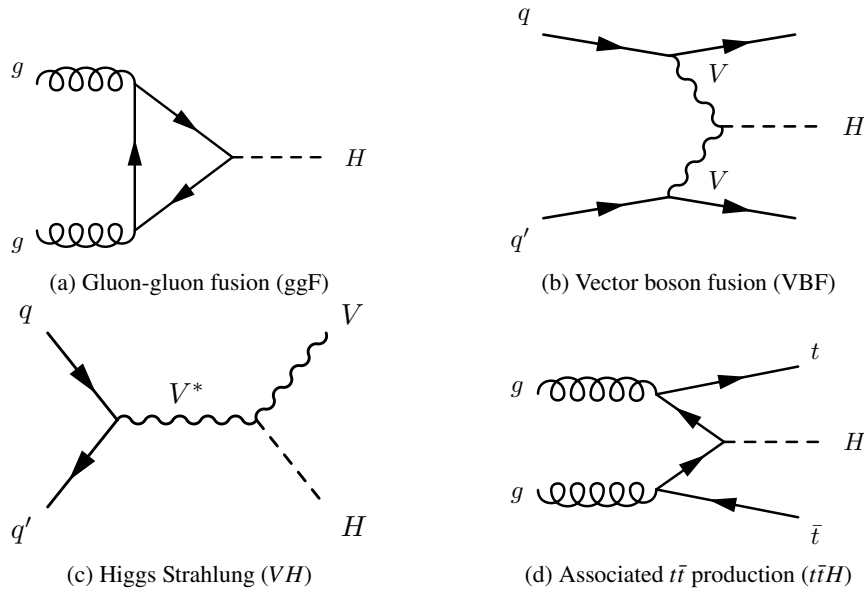 g
g
H
(a) Gluon-gluon fusion (ggF)
q
V
H
V
q′
(b) Vector boson fusion (VBF)
q
V
V*
q′
H
(c) Higgs Strahlung (VH)
t
g
H
g
t̄
(d) Associated tt̄ production (tt̄H)